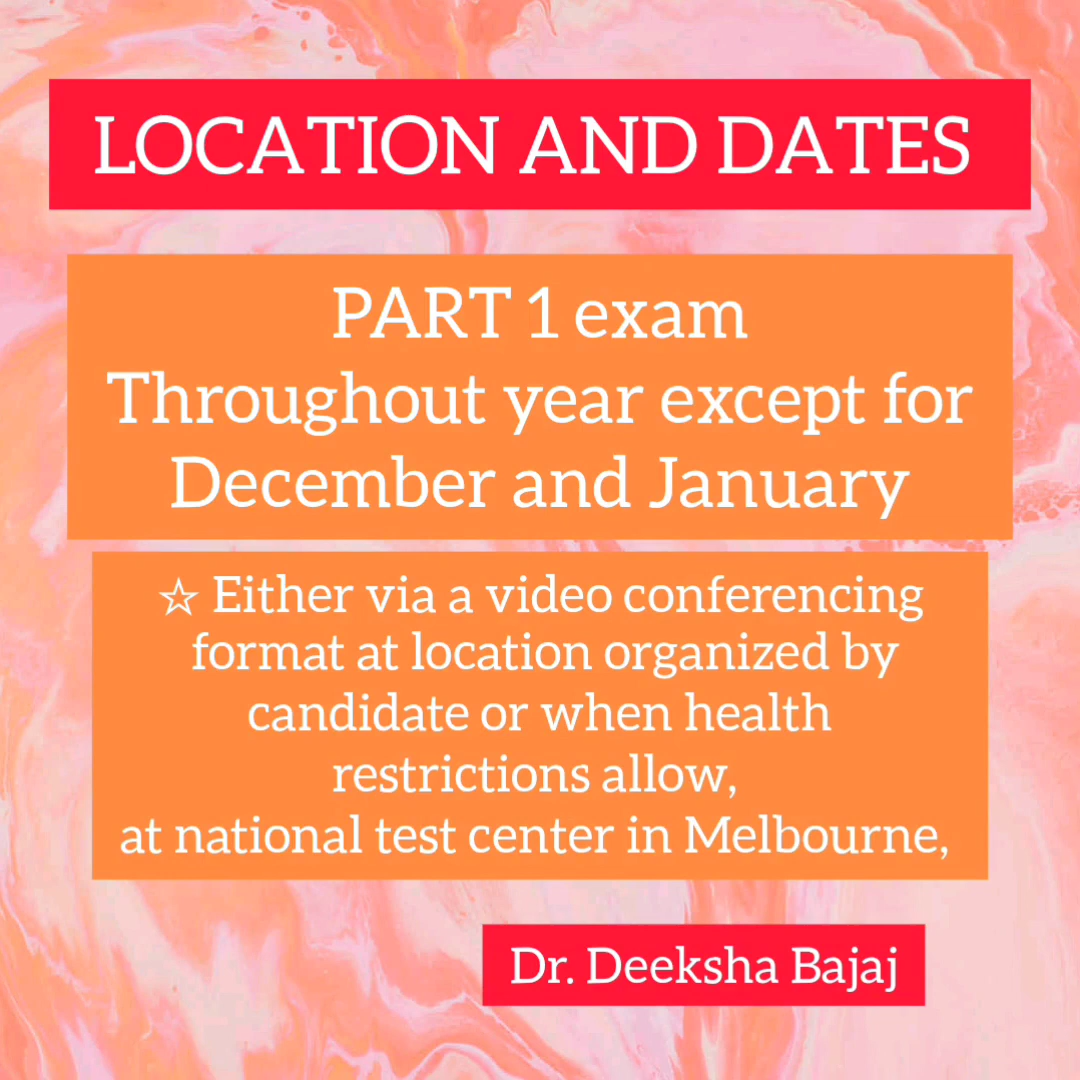 LOCATION AND DATES
PART 1 exam
Throughout year except for
December and January
☆ Either via a video conferencing
format at location organized by
candidate or when health
restrictions allow,
at national test center in Melbourne,
Dr. Deeksha Bajaj